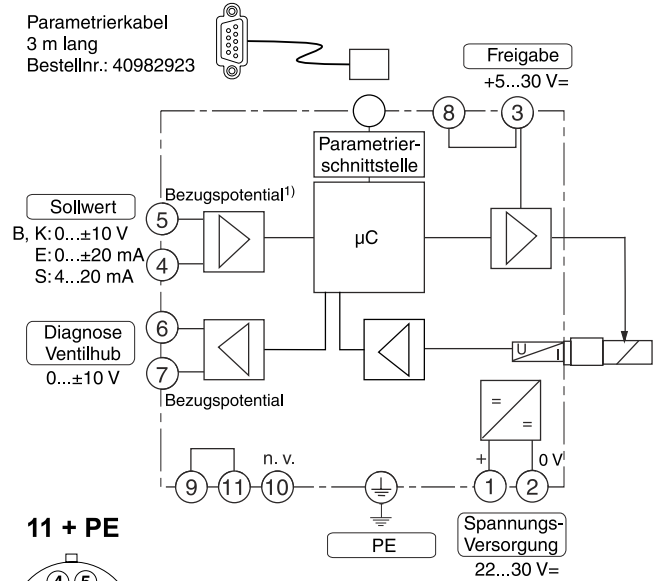 Parametrierkabel
3 m lang
Bestellnr.: 40982923
Freigabe
+5...30 V=
8
3
Parametrier-
schnittstelle
Sollwert
B, K: 0...±10 V
E: 0...±20 mA
S: 4...20 mA
Bezugspotential¹⁾
5
4
µC
Diagnose
Ventilhub
0...±10 V
6
7
Bezugspotential
U
I
=
=
+
0 V
n. v.
9
11
10
1
2
PE
Spannungs-
Versorgung
22...30 V=
11 + PE
4
5